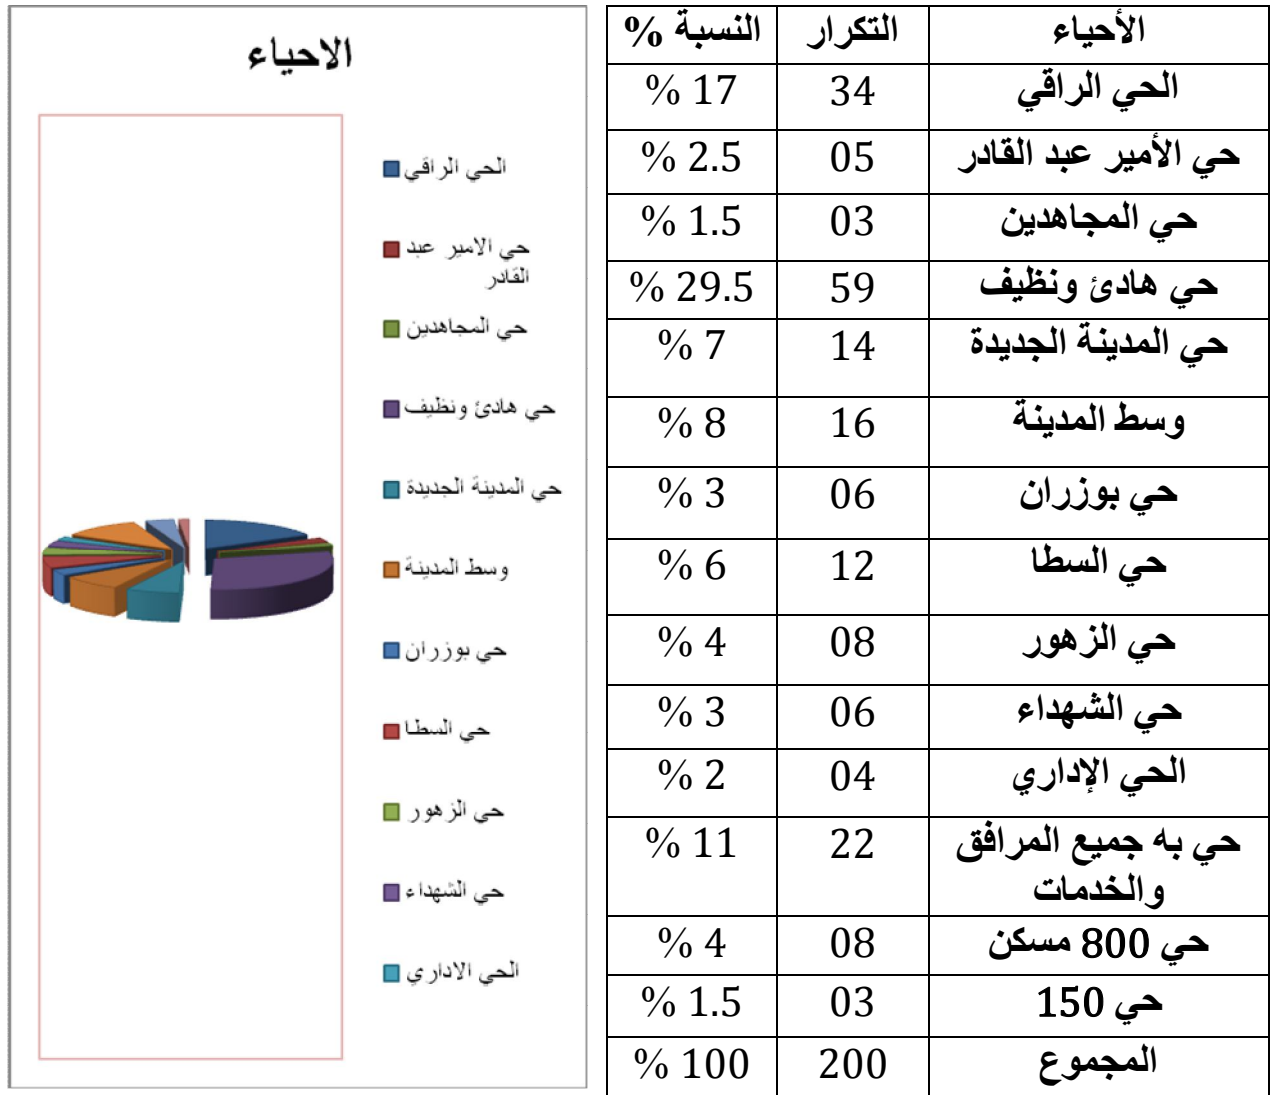 الأحياء التكرار النسبة %
الحي الراقي 34 17 %
حي الأمير عبد القادر 05 2.5 %
حي المجاهدين 03 1.5 %
حي هادئ ونظيف 59 29.5 %
حي المدينة الجديدة 14 7 %
وسط المدينة 16 8 %
حي بوزران 06 3 %
حي السطا 12 6 %
حي الزهور 08 4 %
حي الشهداء 06 3 %
الحي الإداري 04 2 %
حي به جميع المرافق 22 11 %
والخدمات
حي 800 مسكن 08 4 %
حي 150 03 1.5 %
المجموع 200 100 %
الاحياء
الحي الراقي
حي الامير عبد
القادر
حي المجاهدين
حي هادئ ونظيف
حي المدينة الجديدة
وسط المدينة
حي بوزران
حي السطا
حي الزهور
حي الشهداء
الحي الاداري